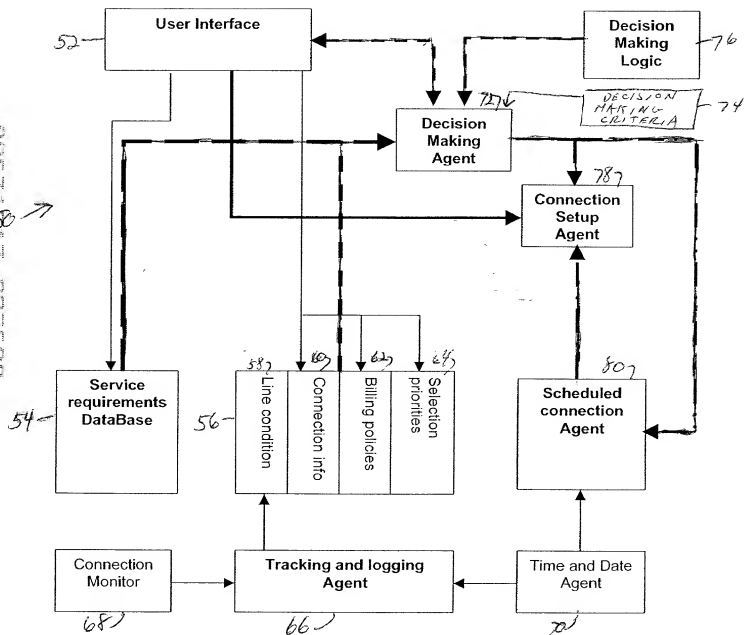 User Interface
52
Decision
Making
Logic
76
72
DECISION
MAKING
CRITERIA
74
Decision
Making
Agent
78
Connection
Setup
Agent
58
Line condition
60
Connection info
62
Billing policies
64
Selection
priorities
80
Service
requirements
DataBase
54
56
Scheduled
connection
Agent
Connection
Monitor
68
Tracking and logging
Agent
66
Time and Date
Agent
70